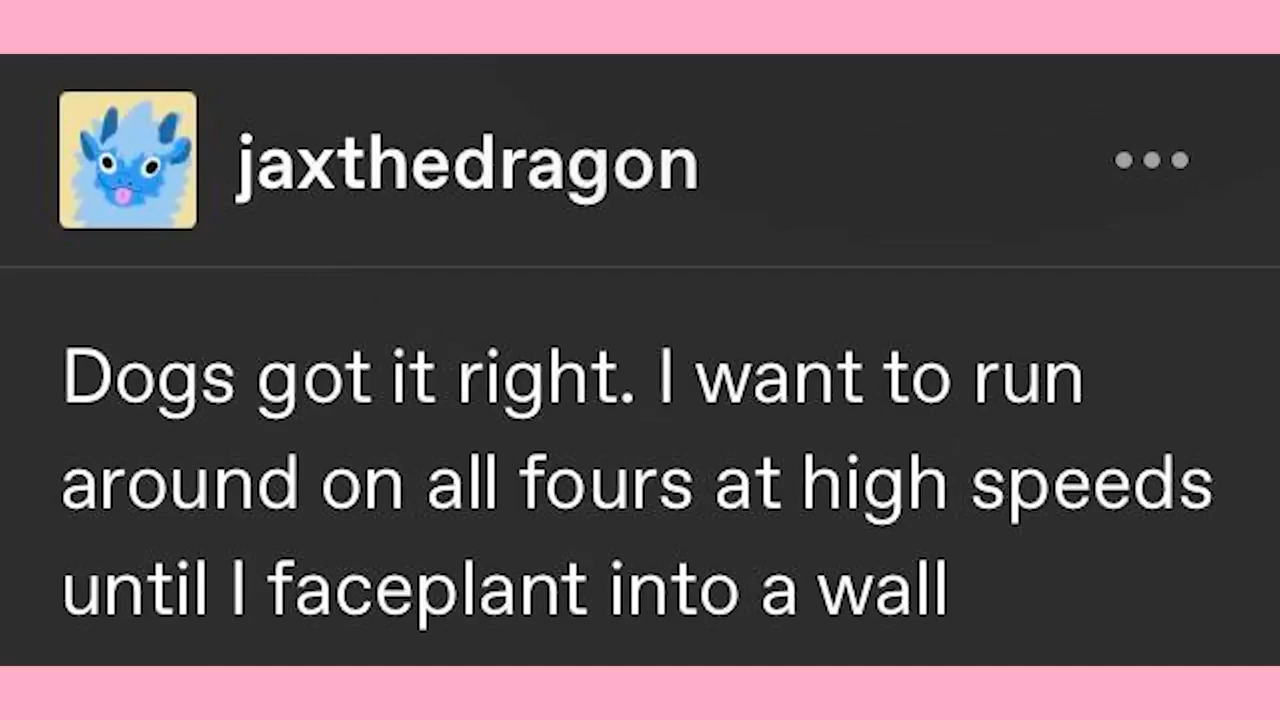 jaxthedragon
Dogs got it right. I want to run
around on all fours at high speeds
until I faceplant into a wall